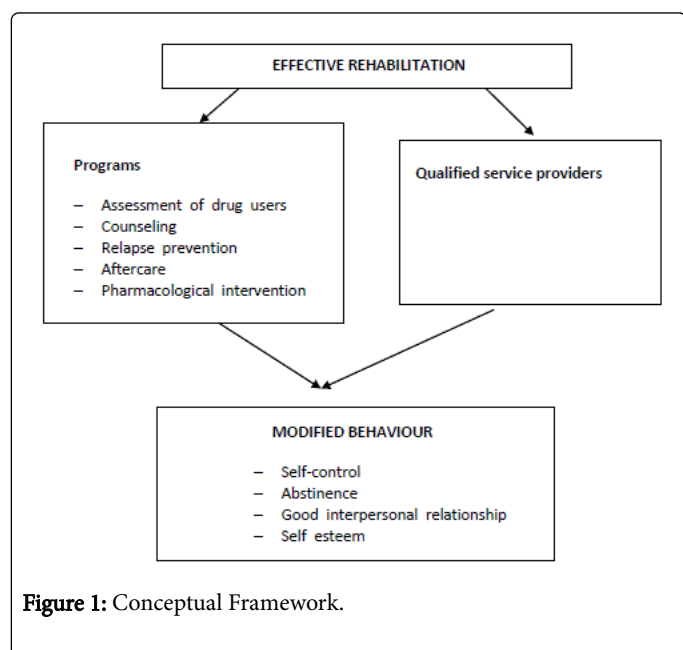 EFFECTIVE REHABILITATION
Programs
– Assessment of drug users
– Counseling
– Relapse prevention
– Aftercare
– Pharmacological intervention
Qualified service providers
MODIFIED BEHAVIOUR
– Self-control
– Abstinence
– Good interpersonal relationship
– Self esteem
Figure 1: Conceptual Framework.